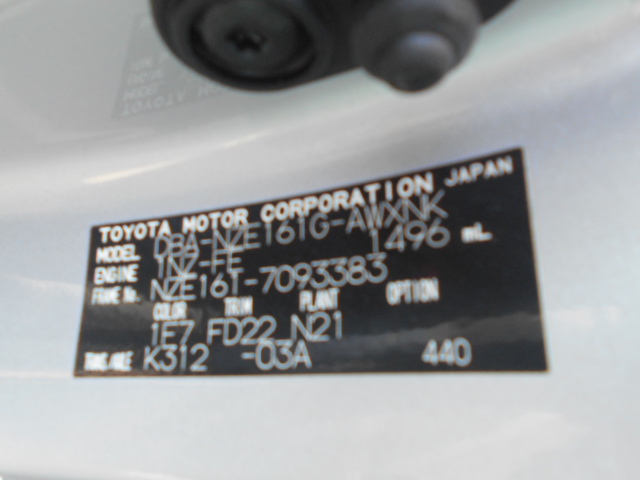 TOYOTA MOTOR CORPORATION JAPAN
MODEL DBA-NZE161G-AWXNK
ENGINE 1NZ-FE 1496 mL
FRAME No. NZE161-7093383
COLOR TRIM PLANT OPTION
1F7 FD22 N21
TRANS./AXLE K312 -03A 440